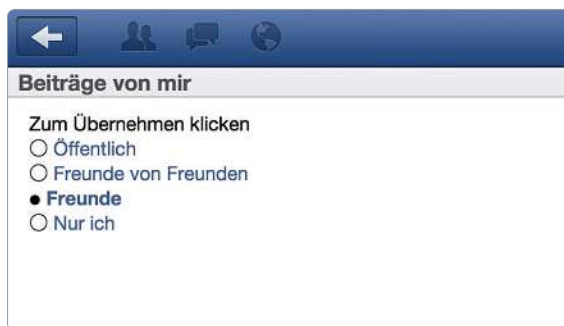 Beiträge von mir
Zum Übernehmen klicken
Öffentlich
Freunde von Freunden
Freunde
Nur ich